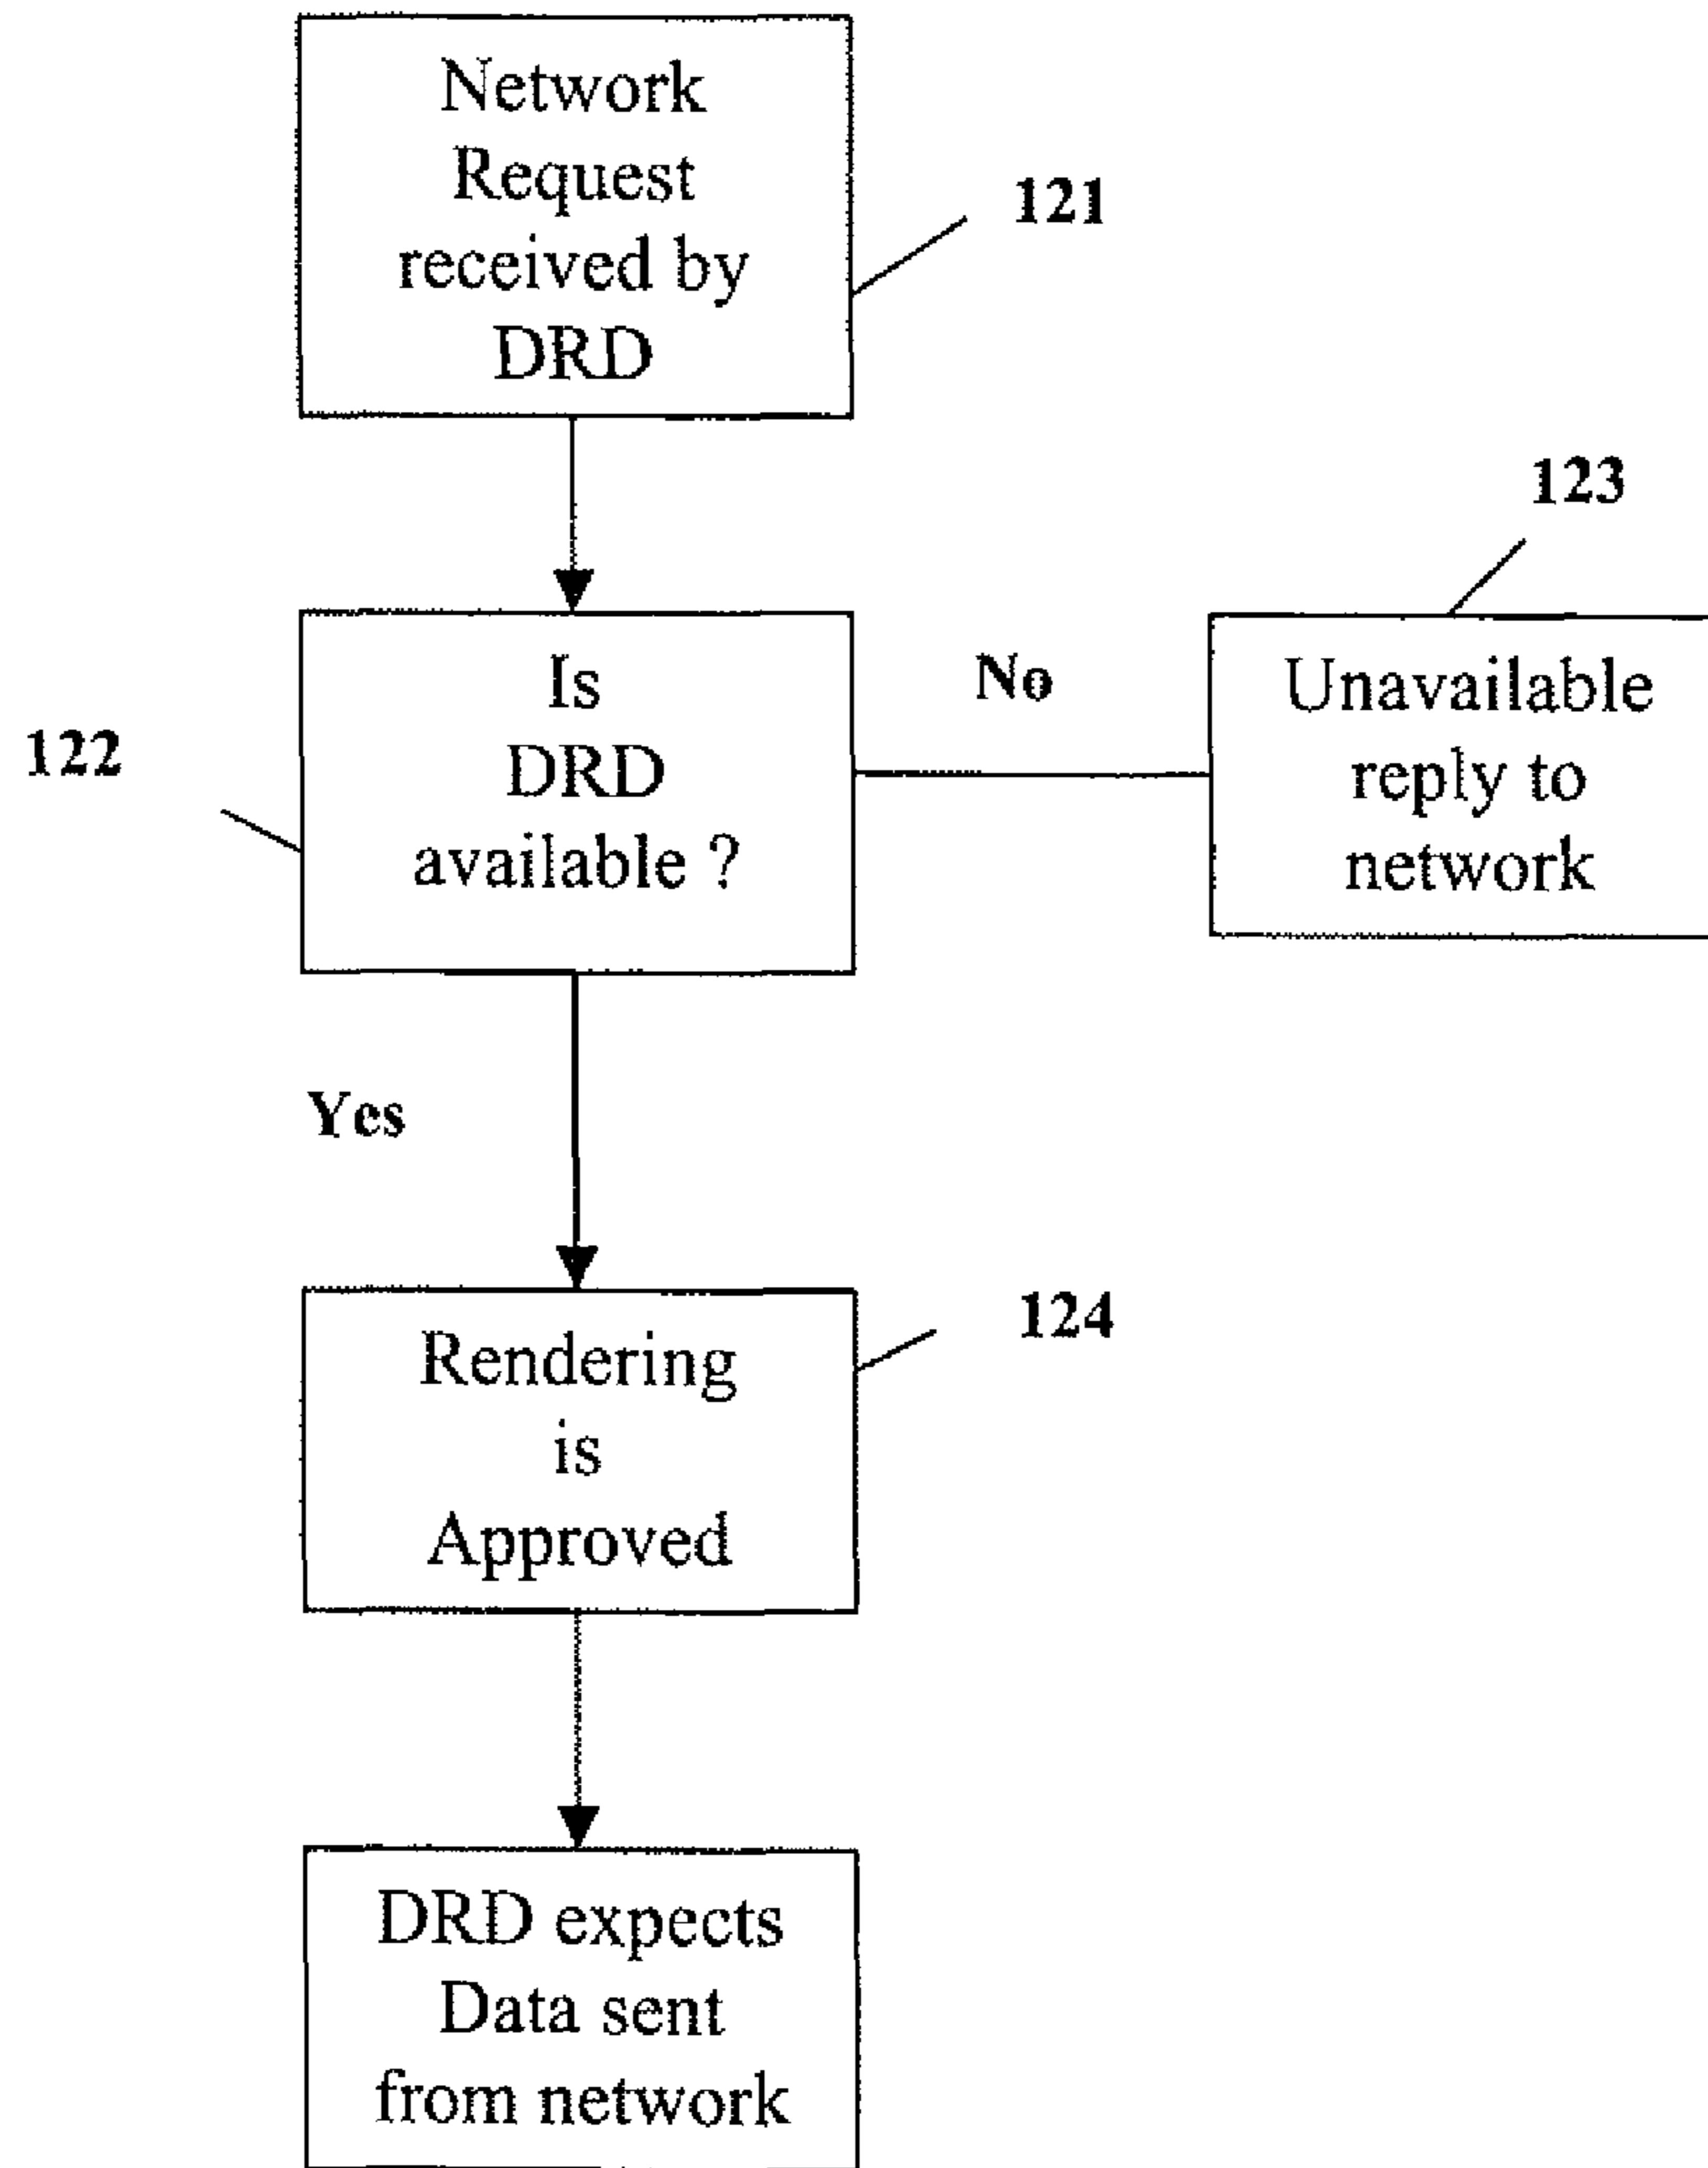 Network
Request
received by
DRD
121
Is
DRD
available ?
122
No
123
Unavailable
reply to
network
Yes
Rendering
is
Approved
124
DRD expects
Data sent
from network